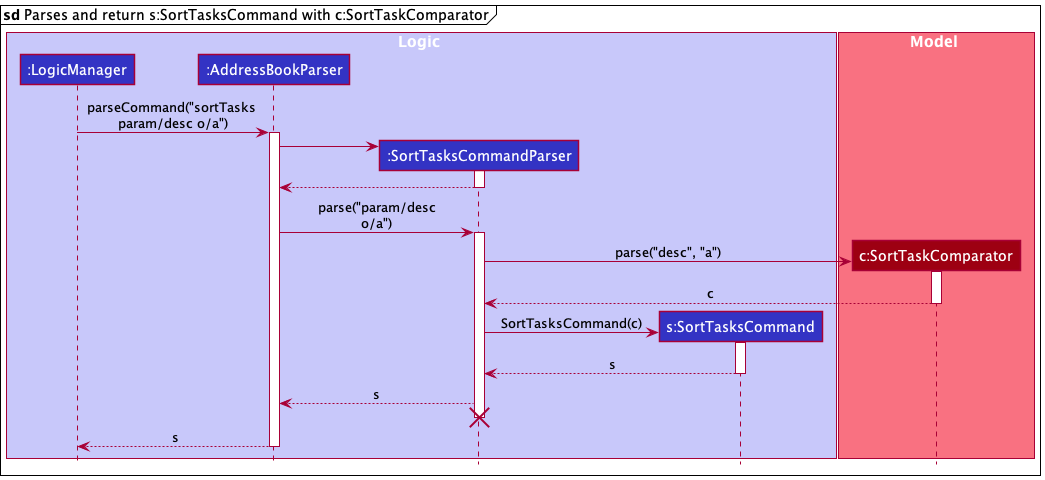 sd Parses and return s:SortTasksCommand with c:SortTaskComparator
Logic
Model
:LogicManager
:AddressBookParser
parseCommand("sortTasks
param/desc o/a")
:SortTasksCommandParser
parse("param/desc
o/a")
parse("desc", "a")
c:SortTaskComparator
c
SortTasksCommand(c)
s:SortTasksCommand
s
s
s